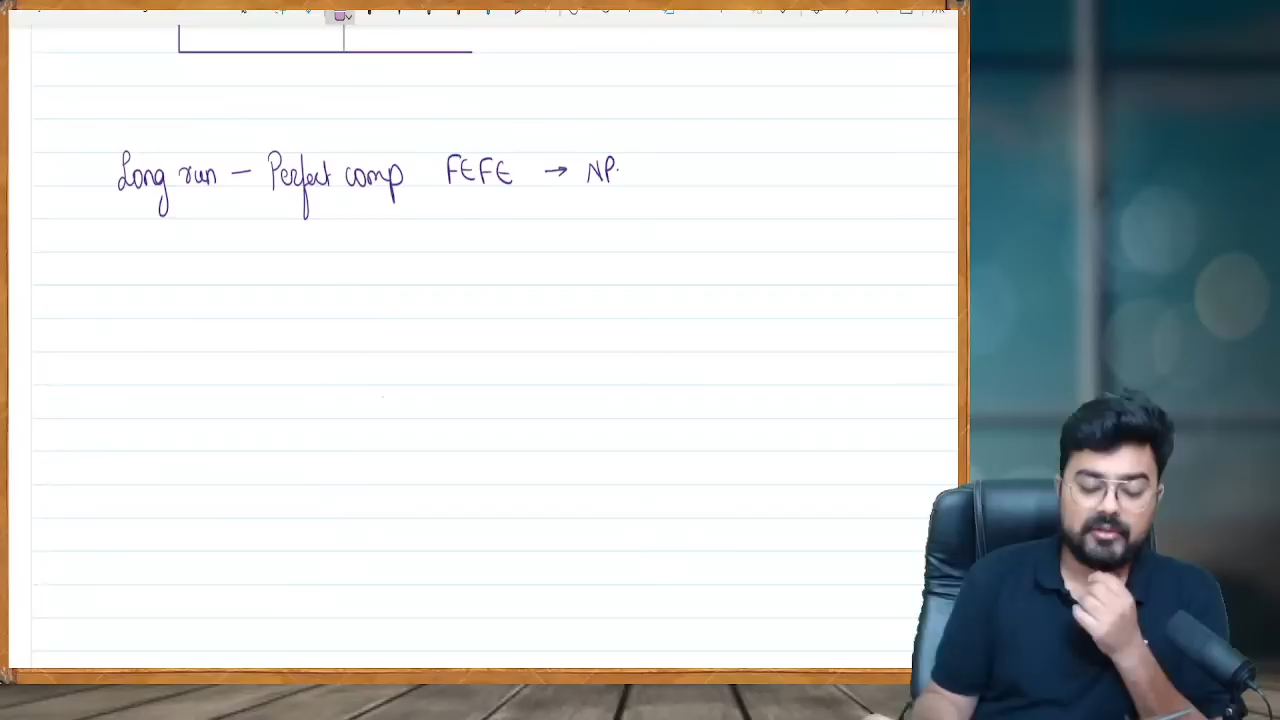 Long run – Perfect comp FEFE → NP.